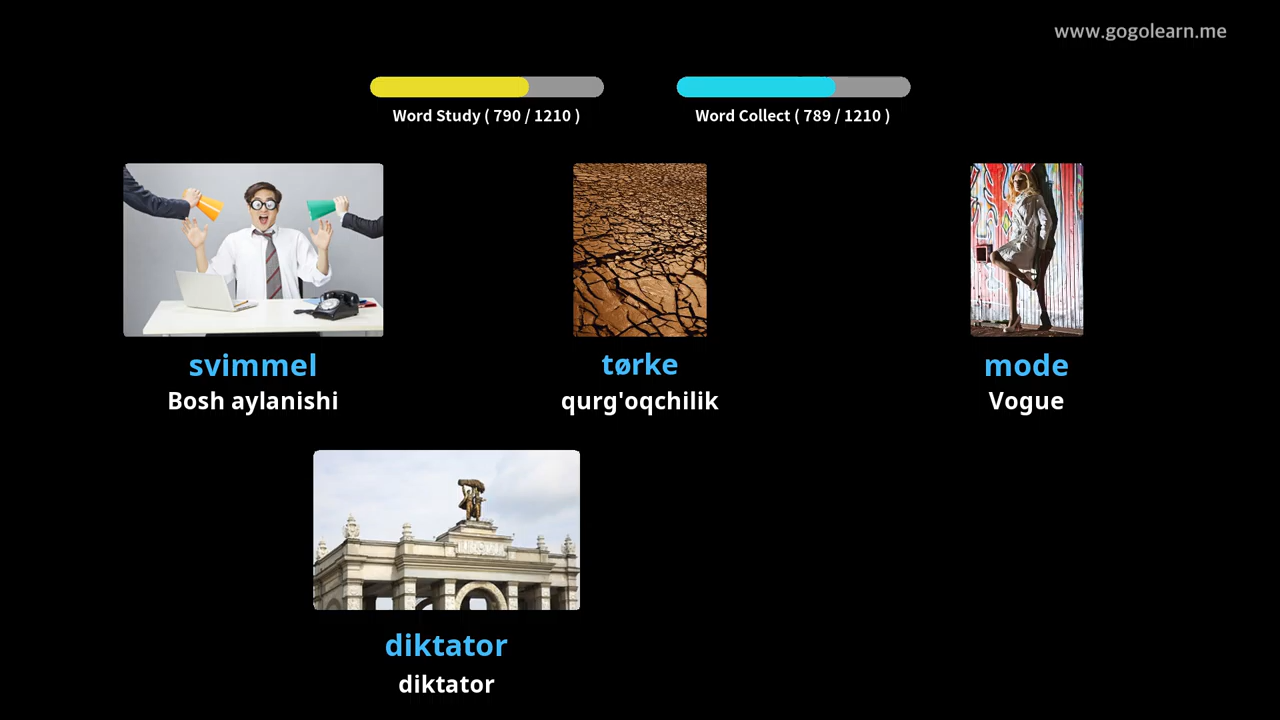 www.gogolearn.me
Word Study ( 790 / 1210 )
Word Collect ( 789 / 1210 )
svimmel
Bosh aylanishi
tørke
qurg'oqchilik
mode
Vogue
diktator
diktator